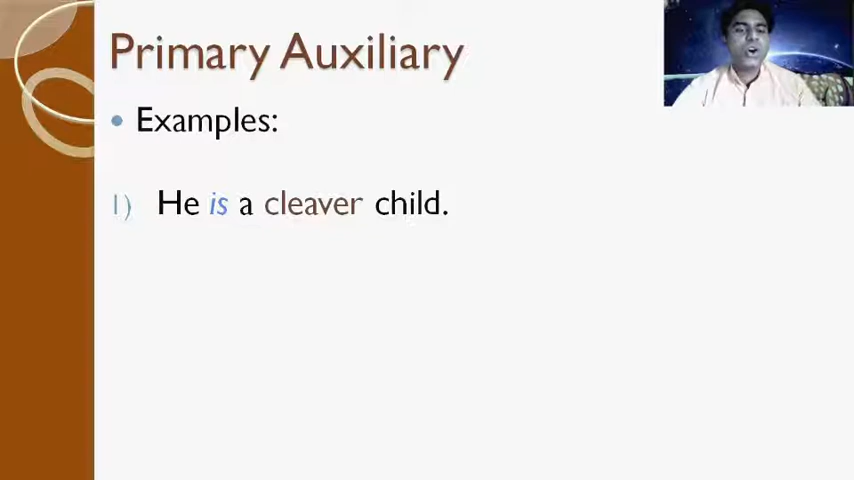 Primary Auxiliary
• Examples:
1) He is a cleaver child.